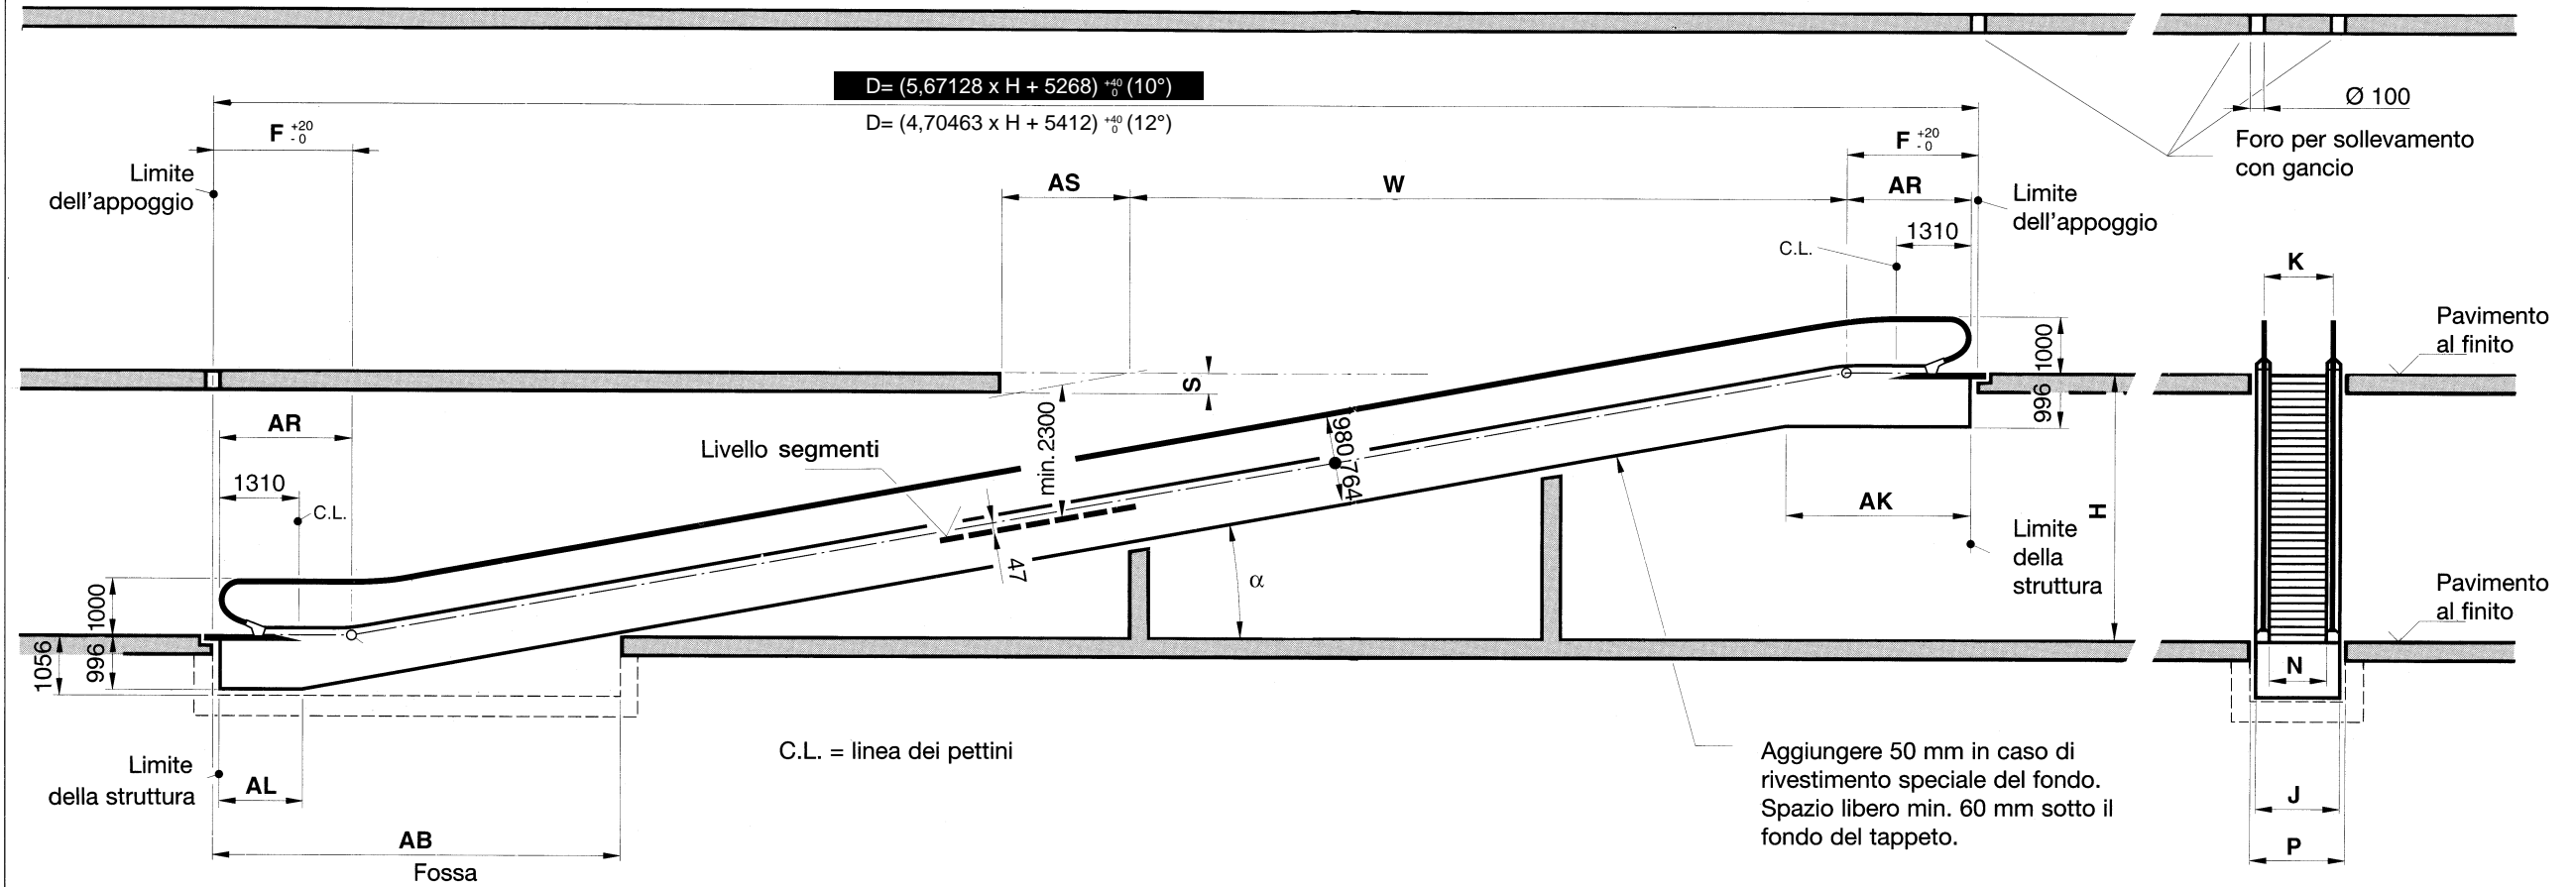 D= (5,67128 x H + 5268) +40 0 (10°)
D= (4,70463 x H + 5412) +40 0 (12°)
Ø 100
F +20 - 0
F +20 - 0
Foro per sollevamento
con gancio
Limite
dell'appoggio
AS
W
AR
Limite
dell'appoggio
1310
C.L.
K
Pavimento
al finito
1000
996
S
min. 2300
AR
Livello segmenti
980
764
1310
C.L.
AK
H
Limite
della
struttura
47
α
Pavimento
al finito
1000
996
1056
N
C.L. = linea dei pettini
Aggiungere 50 mm in caso di
rivestimento speciale del fondo.
Spazio libero min. 60 mm sotto il
fondo del tappeto.
Limite
della struttura
AL
J
AB
Fossa
P